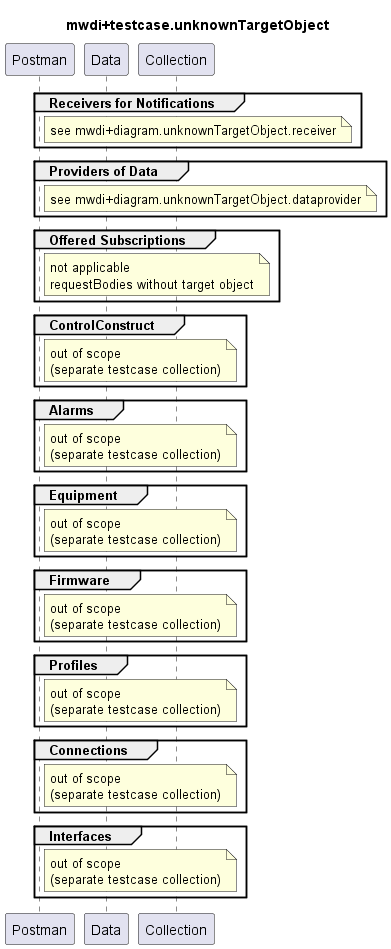 mwdi+testcase.unknownTargetObject
Postman Data Collection
Receivers for Notifications
see mwdi+diagram.unknownTargetObject.receiver
Providers of Data
see mwdi+diagram.unknownTargetObject.dataprovider
Offered Subscriptions
not applicable
requestBodies without target object
ControlConstruct
out of scope
(separate testcase collection)
Alarms
out of scope
(separate testcase collection)
Equipment
out of scope
(separate testcase collection)
Firmware
out of scope
(separate testcase collection)
Profiles
out of scope
(separate testcase collection)
Connections
out of scope
(separate testcase collection)
Interfaces
out of scope
(separate testcase collection)
Postman Data Collection